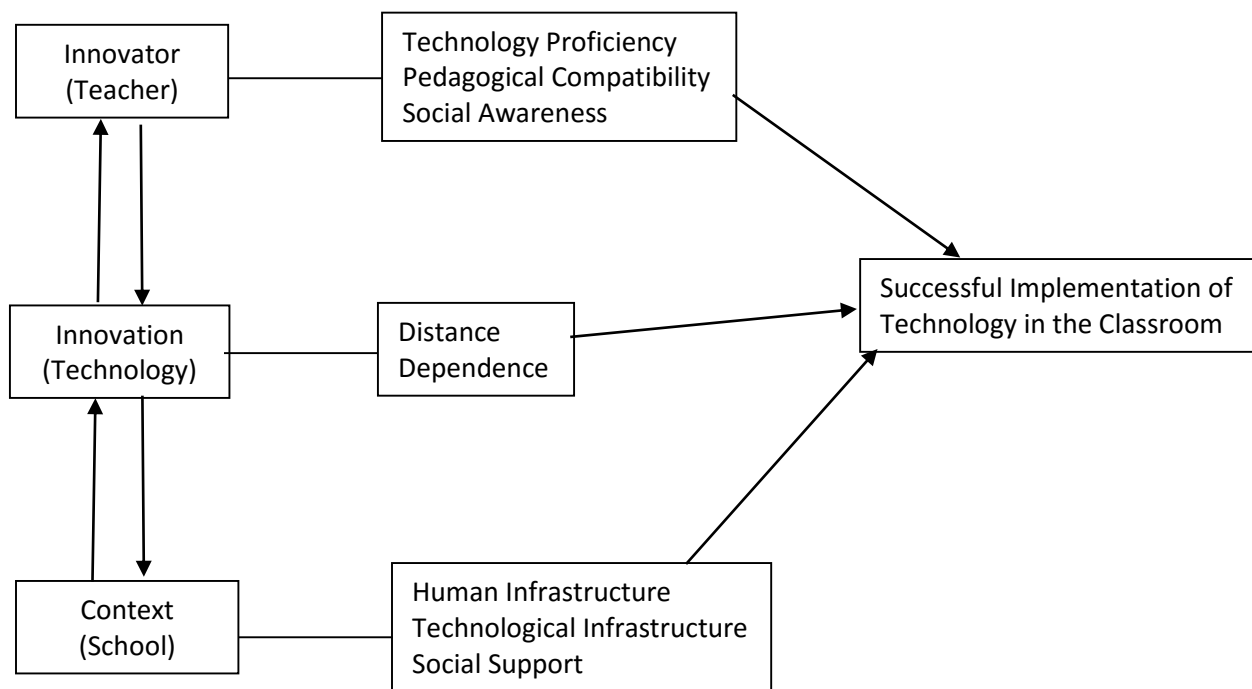 Innovator
(Teacher)
Technology Proficiency
Pedagogical Compatibility
Social Awareness
Innovation
(Technology)
Distance
Dependence
Successful Implementation of
Technology in the Classroom
Context
(School)
Human Infrastructure
Technological Infrastructure
Social Support